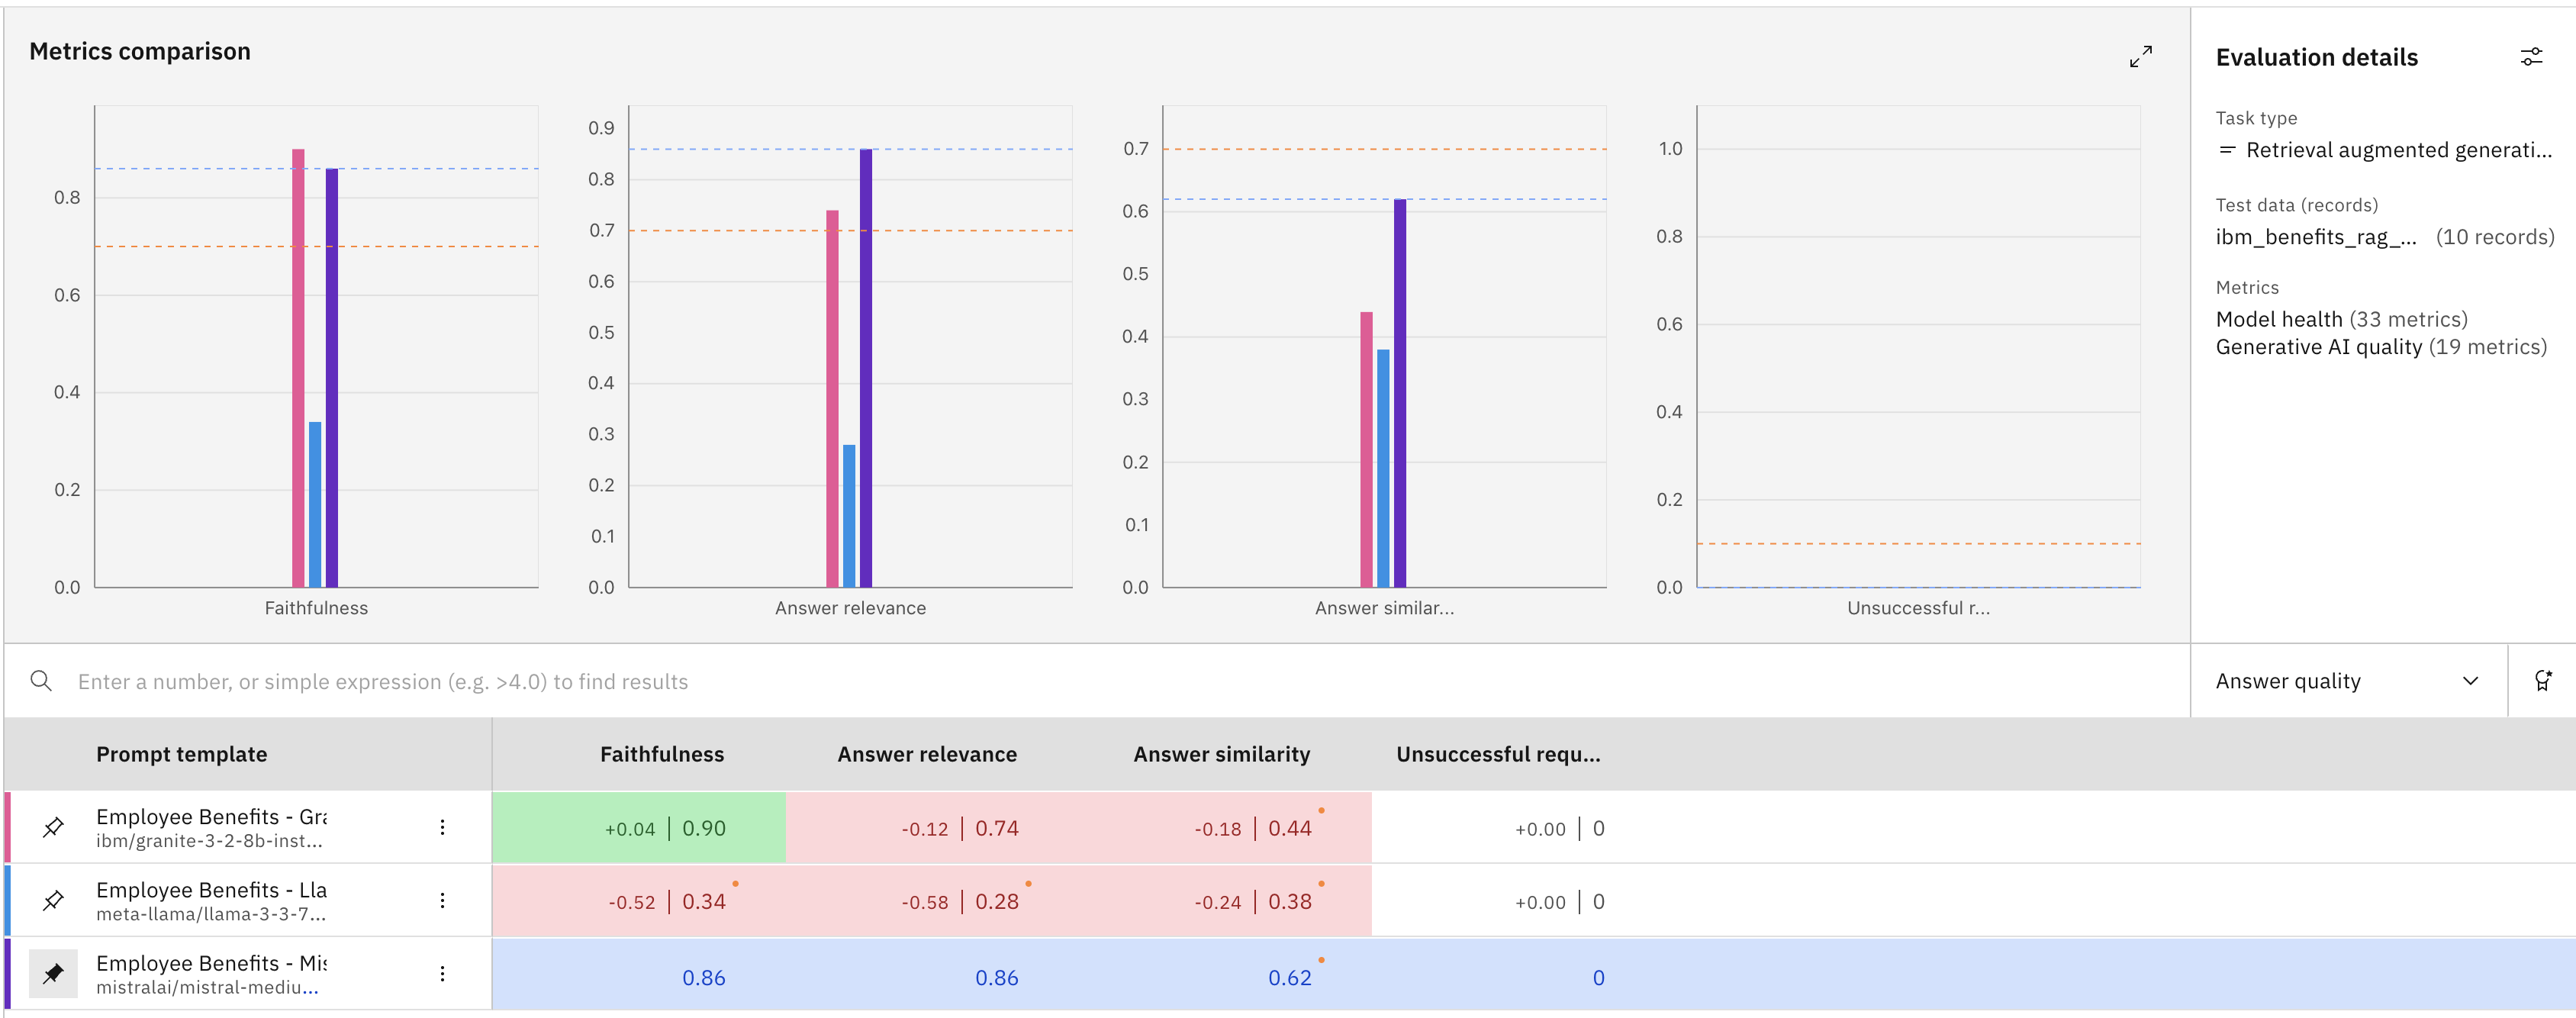 Metrics comparison
0.8
0.6
0.4
0.2
0.0
Faithfulness
0.9
0.8
0.7
0.6
0.5
0.4
0.3
0.2
0.1
0.0
Answer relevance
0.7
0.6
0.5
0.4
0.3
0.2
0.1
0.0
Answer similar...
1.0
0.8
0.6
0.4
0.2
0.0
Unsuccessful r...
Evaluation details
Task type
Retrieval augmented generati...
Test data (records)
ibm_benefits_rag_... (10 records)
Metrics
Model health (33 metrics)
Generative AI quality (19 metrics)
Enter a number, or simple expression (e.g. >4.0) to find results
Answer quality
Prompt template Faithfulness Answer relevance Answer similarity Unsuccessful requ...
Employee Benefits - Gra
ibm/granite-3-2-8b-inst...
+0.04 | 0.90 -0.12 | 0.74 -0.18 | 0.44 +0.00 | 0
Employee Benefits - Lla
meta-llama/llama-3-3-7...
-0.52 | 0.34 -0.58 | 0.28 -0.24 | 0.38 +0.00 | 0
Employee Benefits - Mis
mistralai/mistral-mediu...
0.86 0.86 0.62 0